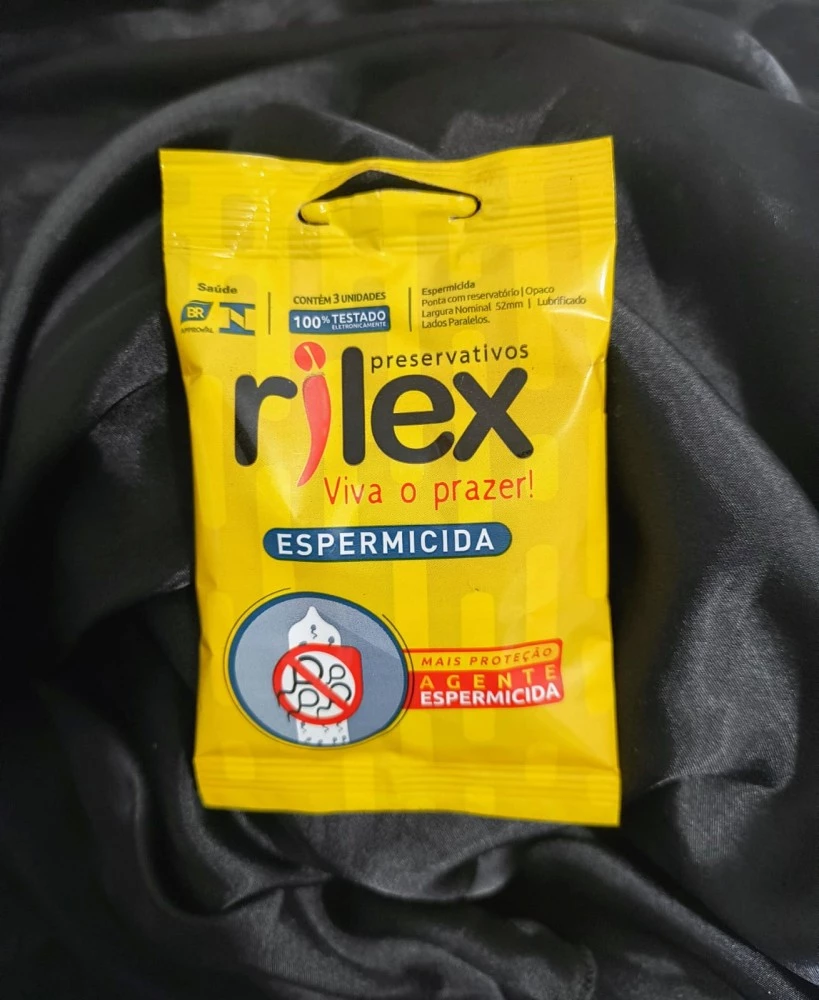 Saúde
BR
APPROVAL
N
CONTÉM 3 UNIDADES
100% TESTADO
ELETRONICAMENTE
Espermicida
Ponta com reservatório | Opaco
Largura Nominal 52mm | Lubrificado
Lados Paralelos.
preservativos
rilex
Viva o prazer!
ESPERMICIDA
MAIS PROTEÇÃO
AGENTE
ESPERMICIDA